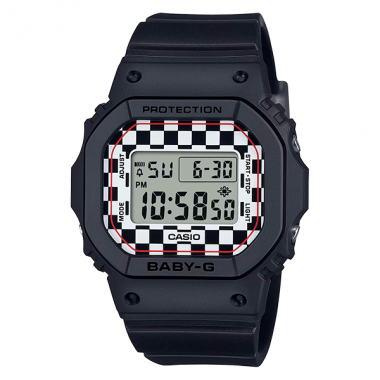 PROTECTION
ADJUST
START·STOP
SU 6-30
PM
10:58 50
MODE
LIGHT
CASIO
BABY-G